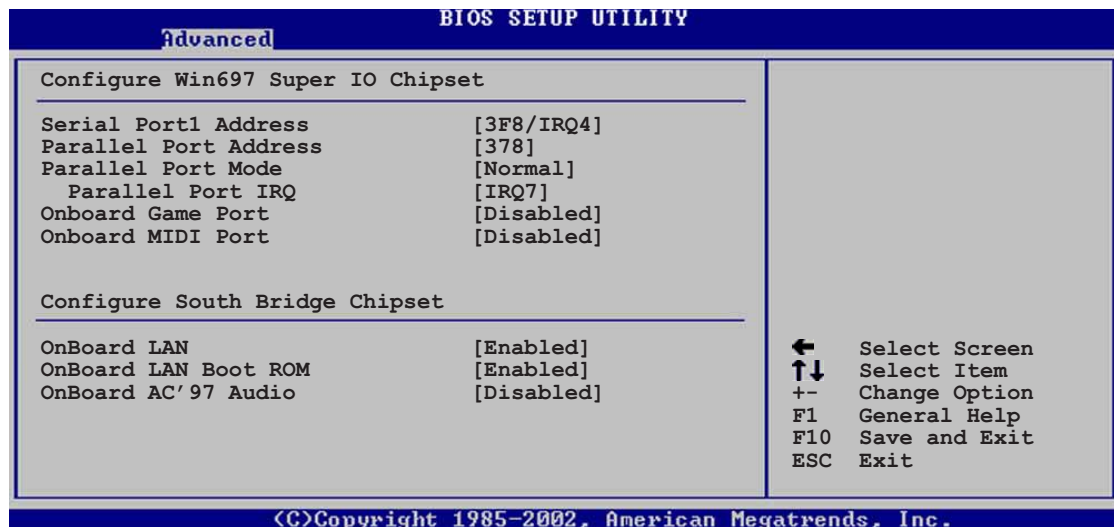 BIOS SETUP UTILITY
Advanced
Configure Win697 Super IO Chipset
Serial Port1 Address [3F8/IRQ4]
Parallel Port Address [378]
Parallel Port Mode [Normal]
Parallel Port IRQ [IRQ7]
Onboard Game Port [Disabled]
Onboard MIDI Port [Disabled]
Configure South Bridge Chipset
OnBoard LAN [Enabled]
OnBoard LAN Boot ROM [Enabled]
OnBoard AC'97 Audio [Disabled]
← Select Screen
↑↓ Select Item
+- Change Option
F1 General Help
F10 Save and Exit
ESC Exit
(C)Copyright 1985-2002, American Megatrends, Inc.